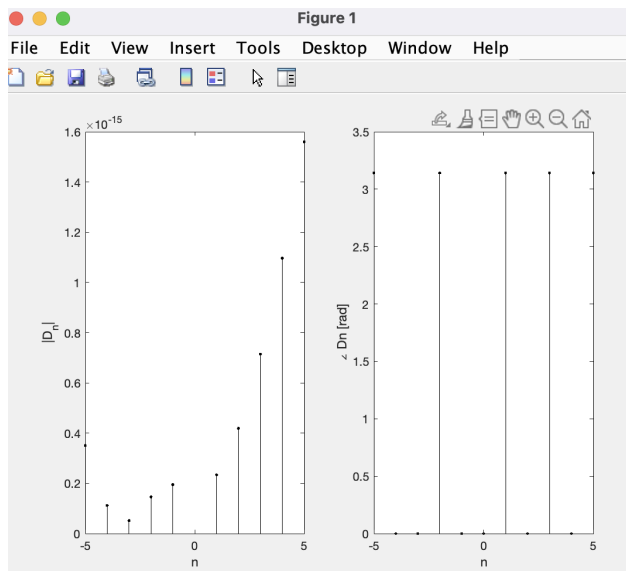 Figure 1
File Edit View Insert Tools Desktop Window Help
×10-15
1.6
1.4
1.2
1
0.8
0.6
0.4
0.2
0
|Dn|
-5 0 5
n
3.5
3
2.5
2
1.5
1
0.5
0
∠ Dn [rad]
-5 0 5
n